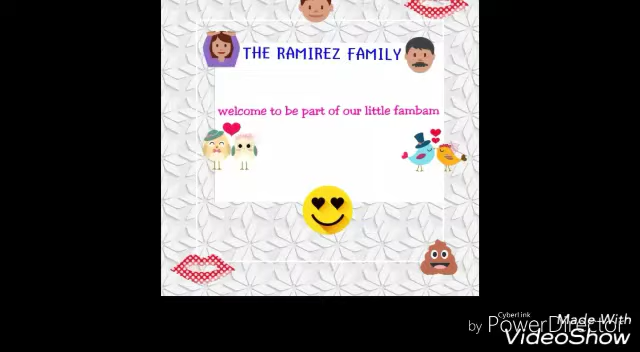 THE RAMIREZ FAMILY
welcome to be part of our little fambam
CyberLink
by PowerDirector
Made With
VideoShow